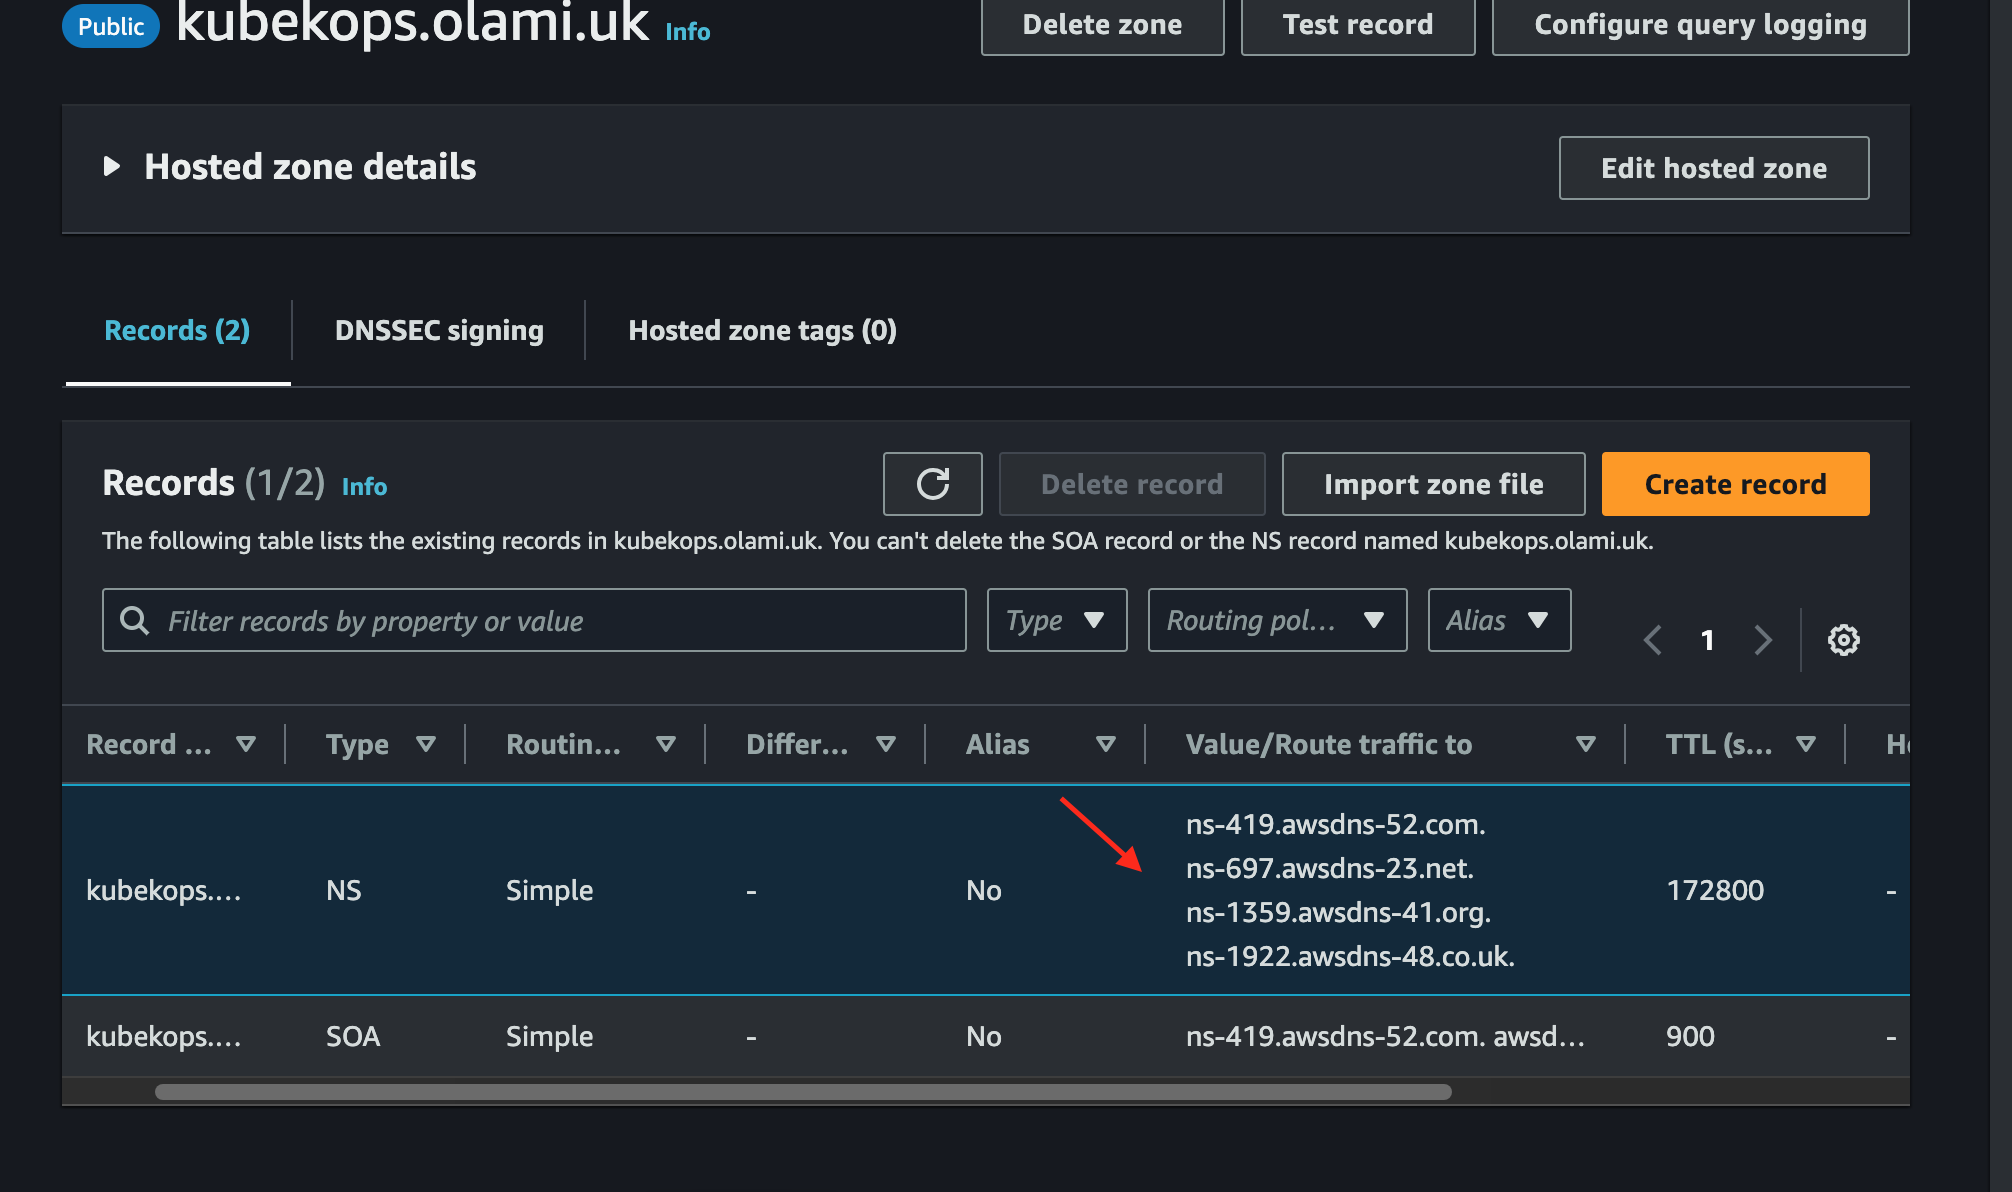 Public kubekops.olami.uk Info Delete zone Test record Configure query logging
Hosted zone details Edit hosted zone
Records (2) DNSSEC signing Hosted zone tags (0)
Records (1/2) Info Delete record Import zone file Create record
The following table lists the existing records in kubekops.olami.uk. You can't delete the SOA record or the NS record named kubekops.olami.uk.
Filter records by property or value Type Routing pol... Alias 1
Record ... Type Routin... Differ... Alias Value/Route traffic to TTL (s...
ns-419.awsdns-52.com.
ns-697.awsdns-23.net.
kubekops.... NS Simple - No 172800 -
ns-1359.awsdns-41.org.
ns-1922.awsdns-48.co.uk.
kubekops.... SOA Simple - No ns-419.awsdns-52.com. awsd... 900 -